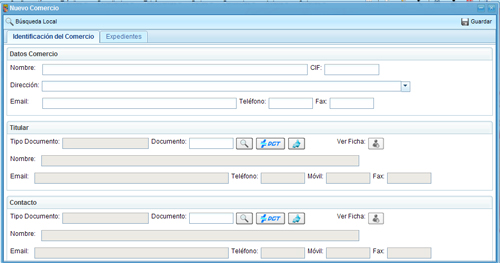 Nuevo Comercio
Búsqueda Local Guardar
Identificación del Comercio Expedientes
Datos Comercio
Nombre: CIF:
Dirección:
Email: Teléfono: Fax:
Titular
Tipo Documento: Documento: DGT Ver Ficha:
Nombre:
Email: Teléfono: Móvil: Fax:
Contacto
Tipo Documento: Documento: DGT Ver Ficha:
Nombre:
Email: Teléfono: Móvil: Fax: